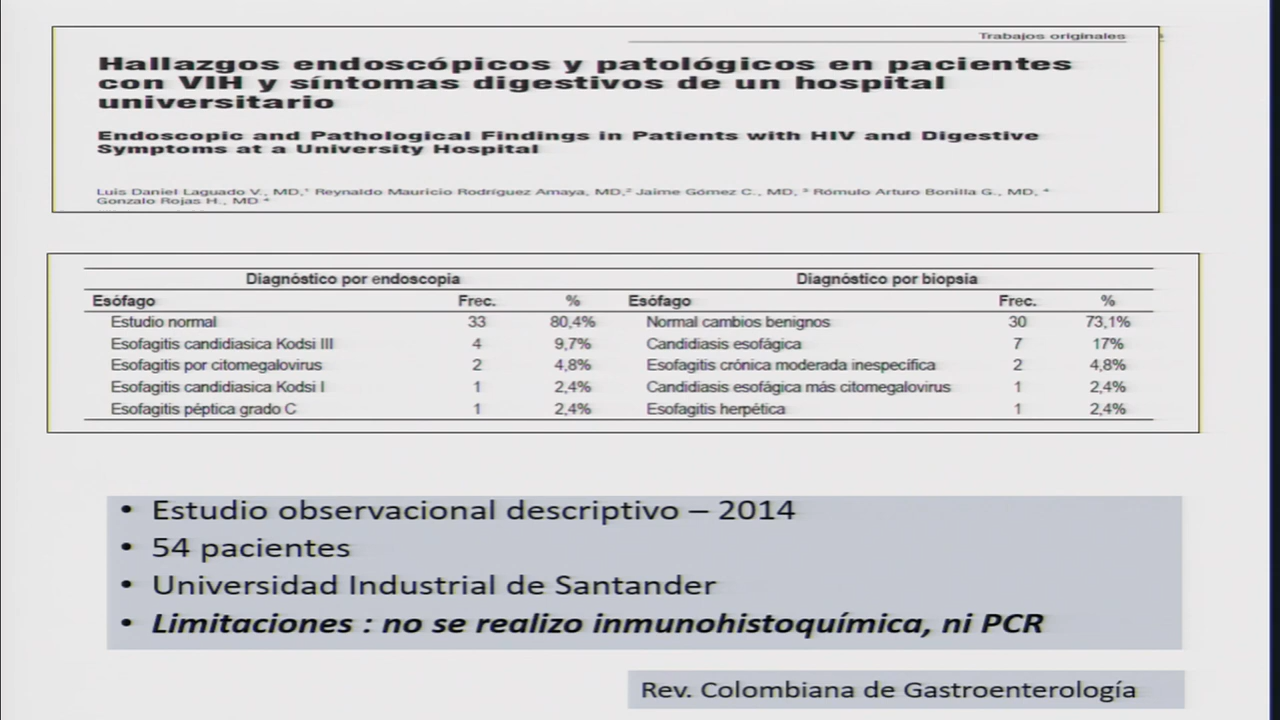 Trabajos originales
Hallazgos endoscópicos y patológicos en pacientes
con VIH y síntomas digestivos de un hospital
universitario
Endoscopic and Pathological Findings in Patients with HIV and Digestive
Symptoms at a University Hospital
Luis Daniel Laguado V., MD,¹ Reynaldo Mauricio Rodríguez Amaya, MD,² Jaime Gómez C., MD, ³ Rómulo Arturo Bonilla G., MD, ⁴
Gonzalo Rojas H., MD ⁴
Diagnóstico por endoscopia Diagnóstico por biopsia
Esófago Frec. % Esófago Frec. %
Estudio normal 33 80,4% Normal cambios benignos 30 73,1%
Esofagitis candidiasica Kodsi III 4 9,7% Candidiasis esofágica 7 17%
Esofagitis por citomegalovirus 2 4,8% Esofagitis crónica moderada inespecífica 2 4,8%
Esofagitis candidiasica Kodsi I 1 2,4% Candidiasis esofágica más citomegalovirus 1 2,4%
Esofagitis péptica grado C 1 2,4% Esofagitis herpética 1 2,4%
• Estudio observacional descriptivo – 2014
• 54 pacientes
• Universidad Industrial de Santander
• Limitaciones : no se realizo inmunohistoquímica, ni PCR
Rev. Colombiana de Gastroenterología